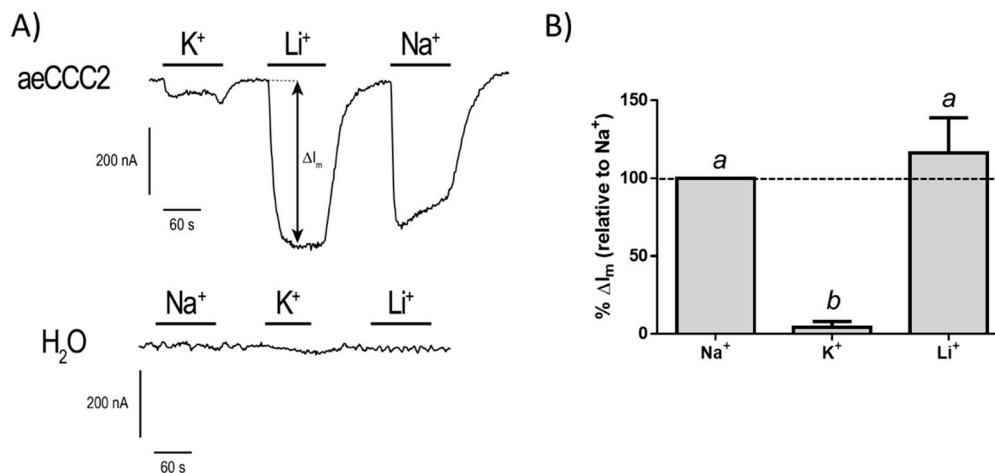 A)
K⁺ Li⁺ Na⁺
aeCCC2
ΔIₘ
200 nA
60 s
Na⁺ K⁺ Li⁺
H₂O
200 nA
60 s
B)
% ΔIₘ (relative to Na⁺)
150
100
50
0
a
b
a
Na⁺ K⁺ Li⁺